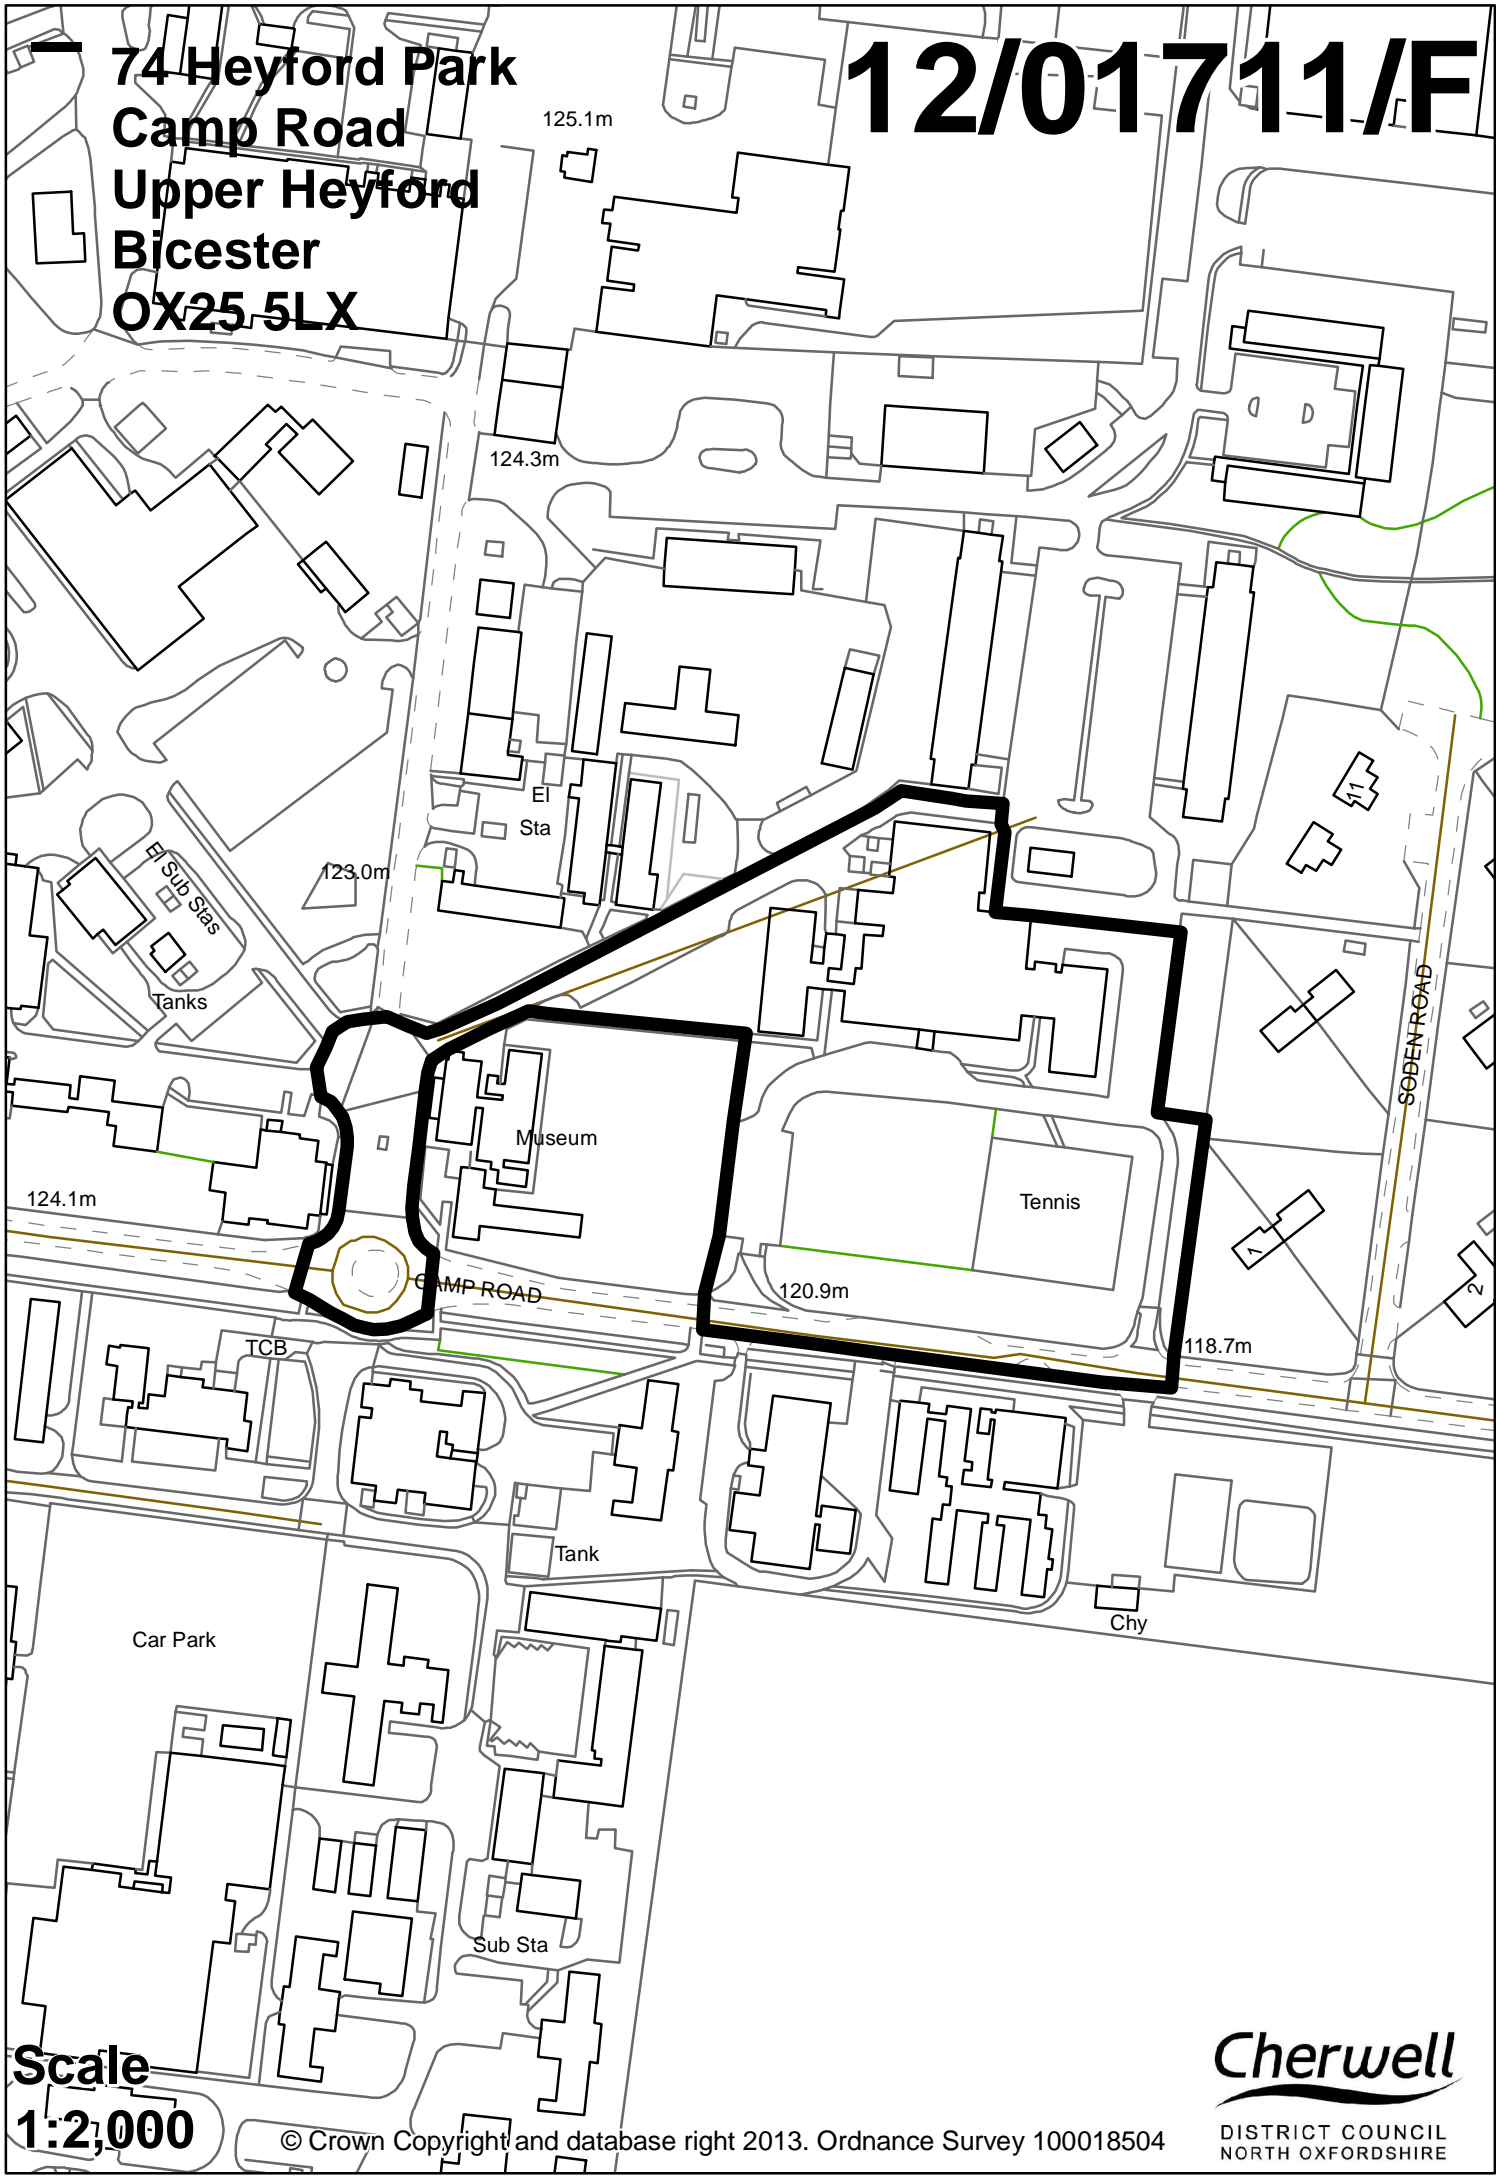 74 Heyford Park
Camp Road
Upper Heyford
Bicester
OX25 5LX
12/01711/F
125.1m
124.3m
El
Sta
11
El Sub Stas
123.0m
Tanks
SODEN ROAD
Museum
124.1m
Tennis
1
CAMP ROAD
120.9m
2
TCB
118.7m
Tank
Chy
Car Park
Sub Sta
Scale
1:2,000
© Crown Copyright and database right 2013. Ordnance Survey 100018504
Cherwell
DISTRICT COUNCIL
NORTH OXFORDSHIRE